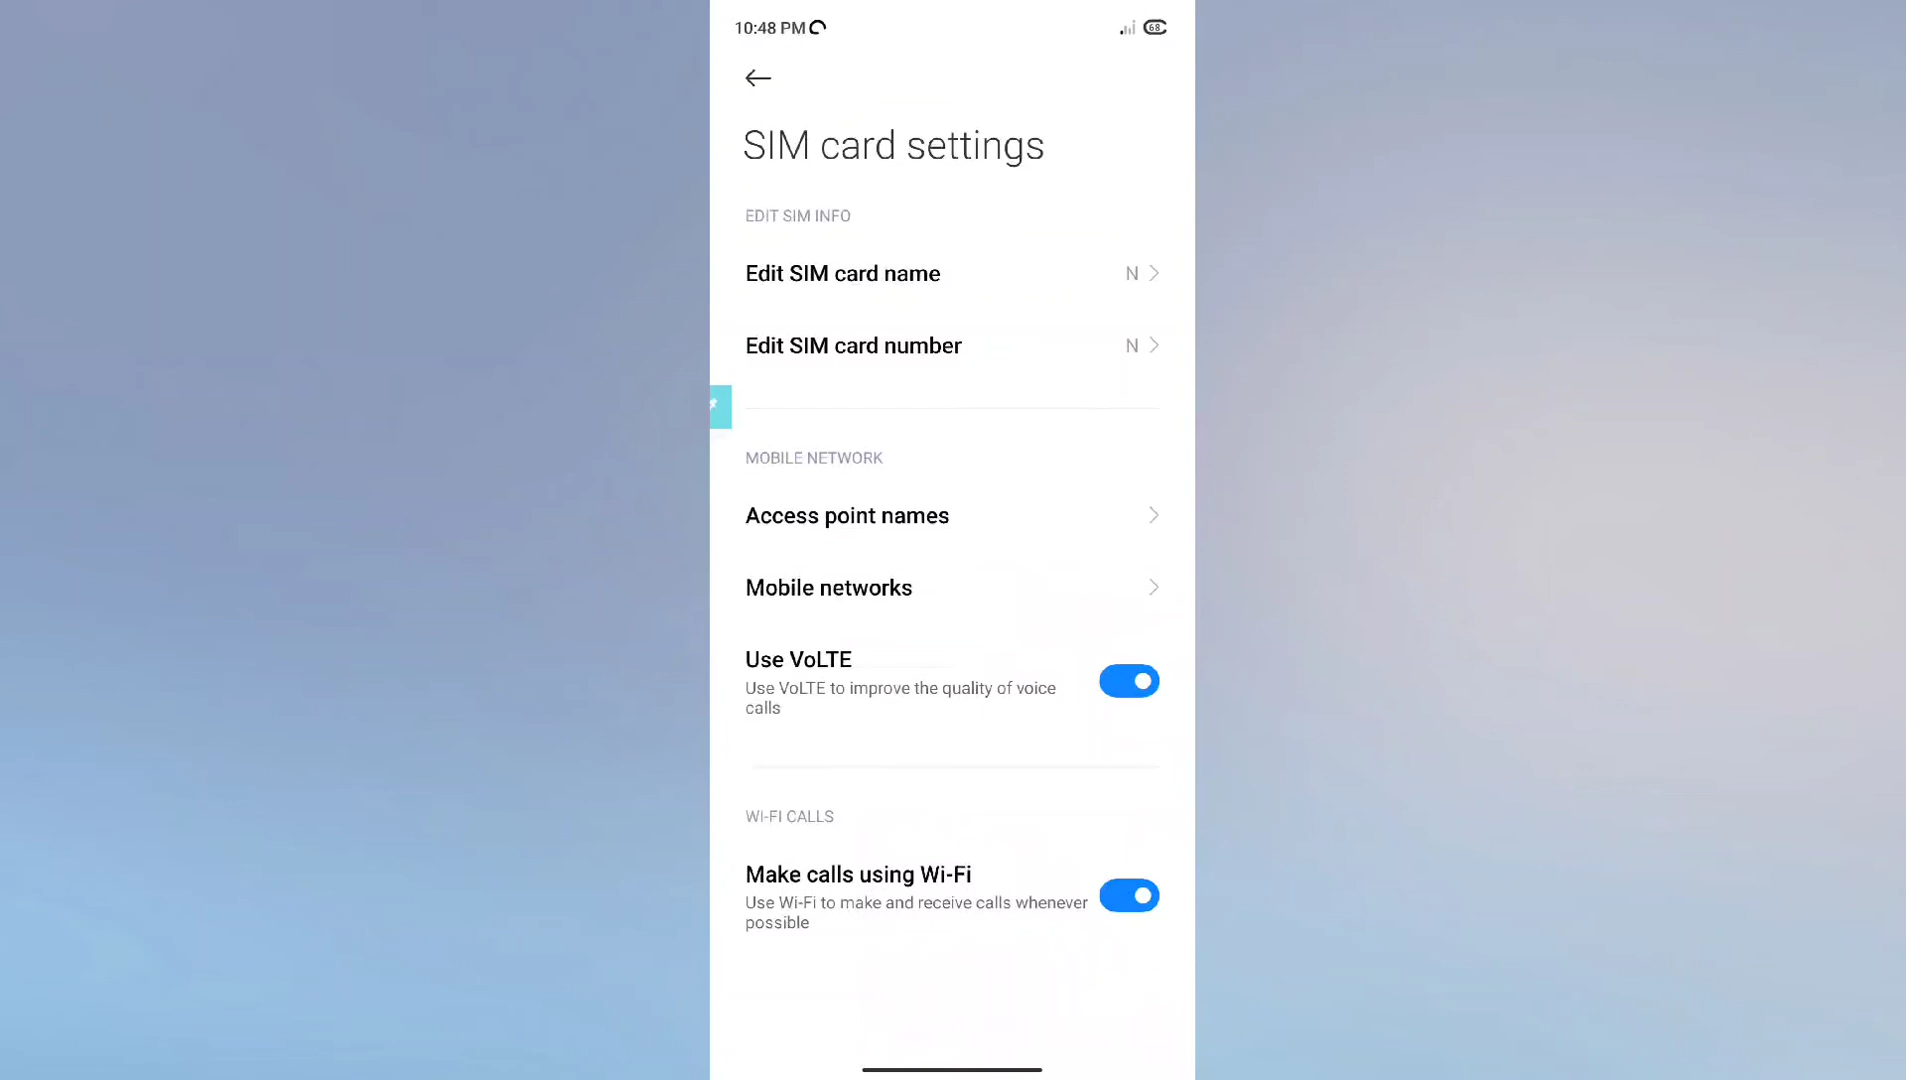 10:48 PM
68
SIM card settings
EDIT SIM INFO
Edit SIM card name
N
Edit SIM card number
N
MOBILE NETWORK
Access point names
Mobile networks
Use VoLTE
Use VoLTE to improve the quality of voice
calls
WI-FI CALLS
Make calls using Wi-Fi
Use Wi-Fi to make and receive calls whenever
possible